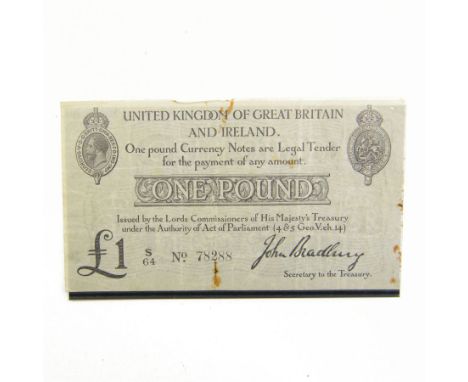 UNITED KINGDOM OF GREAT BRITAIN
AND IRELAND.
One pound Currency Notes are Legal Tender
for the payment of any amount.
ONE POUND
Issued by the Lords Commissioners of His Majesty's Treasury
under the Authority of Act of Parliament (4 & 5 Geo.V. ch.14)
£1 S/64 No 78288 John Bradbury
Secretary to the Treasury.